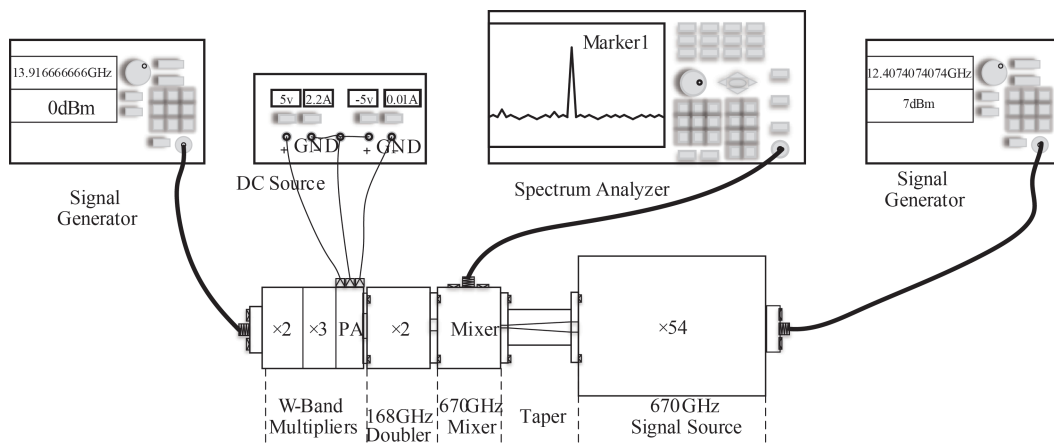 13.916666666GHz
0dBm
Signal
Generator
5v 2.2A -5v 0.01A
+ GND + GND
DC Source
Marker1
Spectrum Analyzer
12.4074074074GHz
7dBm
Signal
Generator
×2 ×3 PA ×2 Mixer ×54
W-Band
Multipliers
168GHz
Doubler
670GHz
Mixer
Taper
670GHz
Signal Source